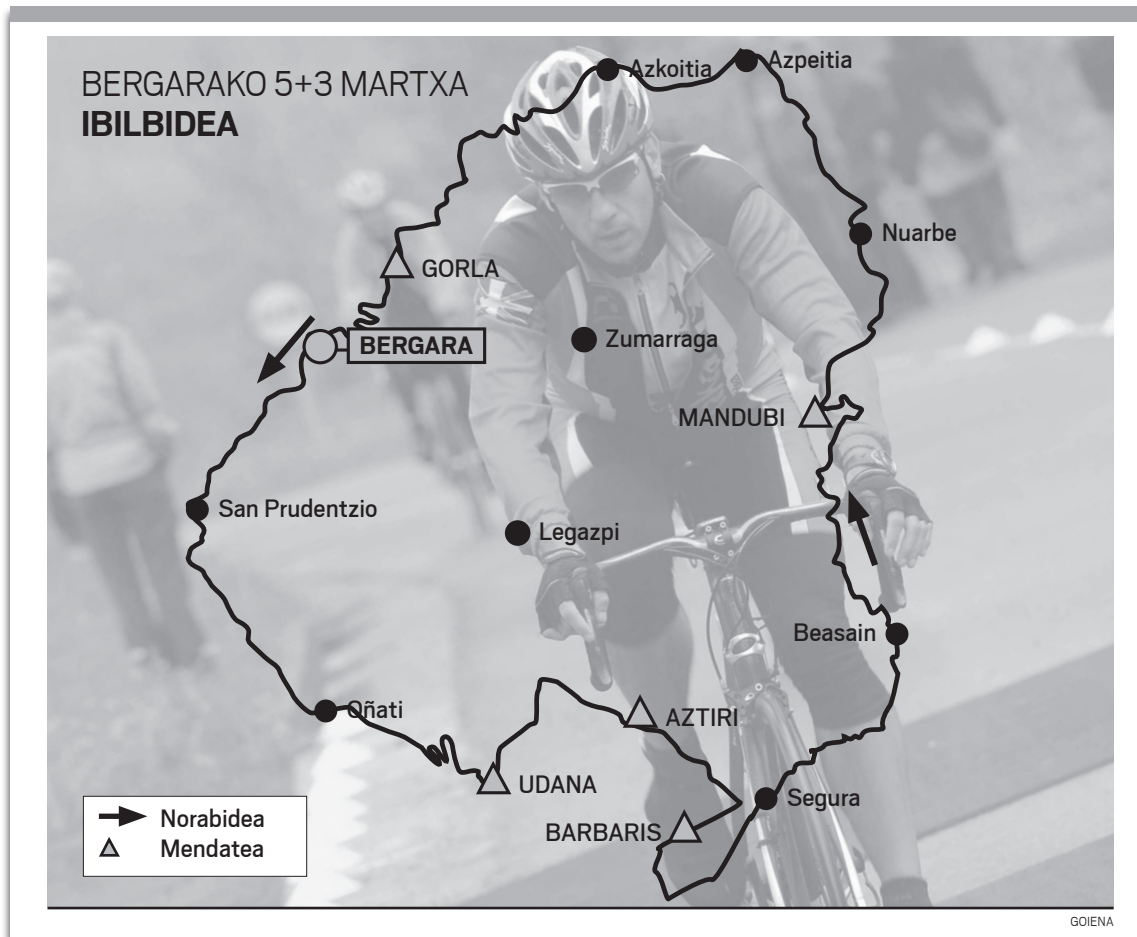 BERGARAKO 5+3 MARTXA
IBILBIDEA
Azkoitia
Azpeitia
Nuarbe
GORLA
BERGARA
Zumarraga
MANDUBI
San Prudentzio
Legazpi
Beasain
Oñati
AZTIRI
UDANA
Segura
BARBARIS
Norabidea
Mendatea
GOIENA